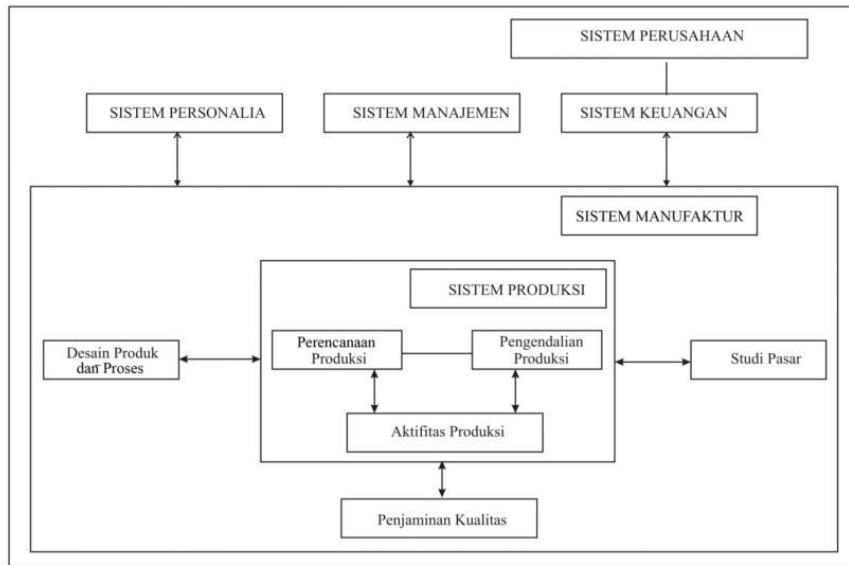 SISTEM PERUSAHAAN
SISTEM PERSONALIA
SISTEM MANAJEMEN
SISTEM KEUANGAN
SISTEM MANUFAKTUR
SISTEM PRODUKSI
Perencanaan
Produksi
Pengendalian
Produksi
Desain Produk
dan Proses
Studi Pasar
Aktifitas Produksi
Penjaminan Kualitas